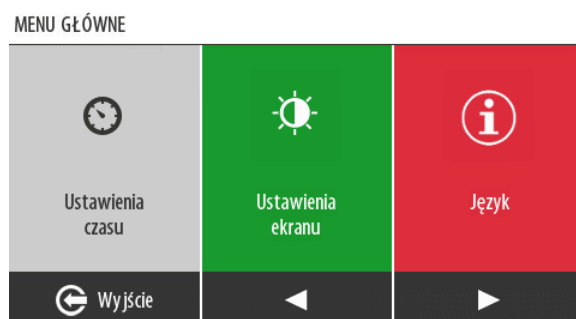 MENU GŁÓWNE
Ustawienia
czasu
Ustawienia
ekranu
Język
Wyjście